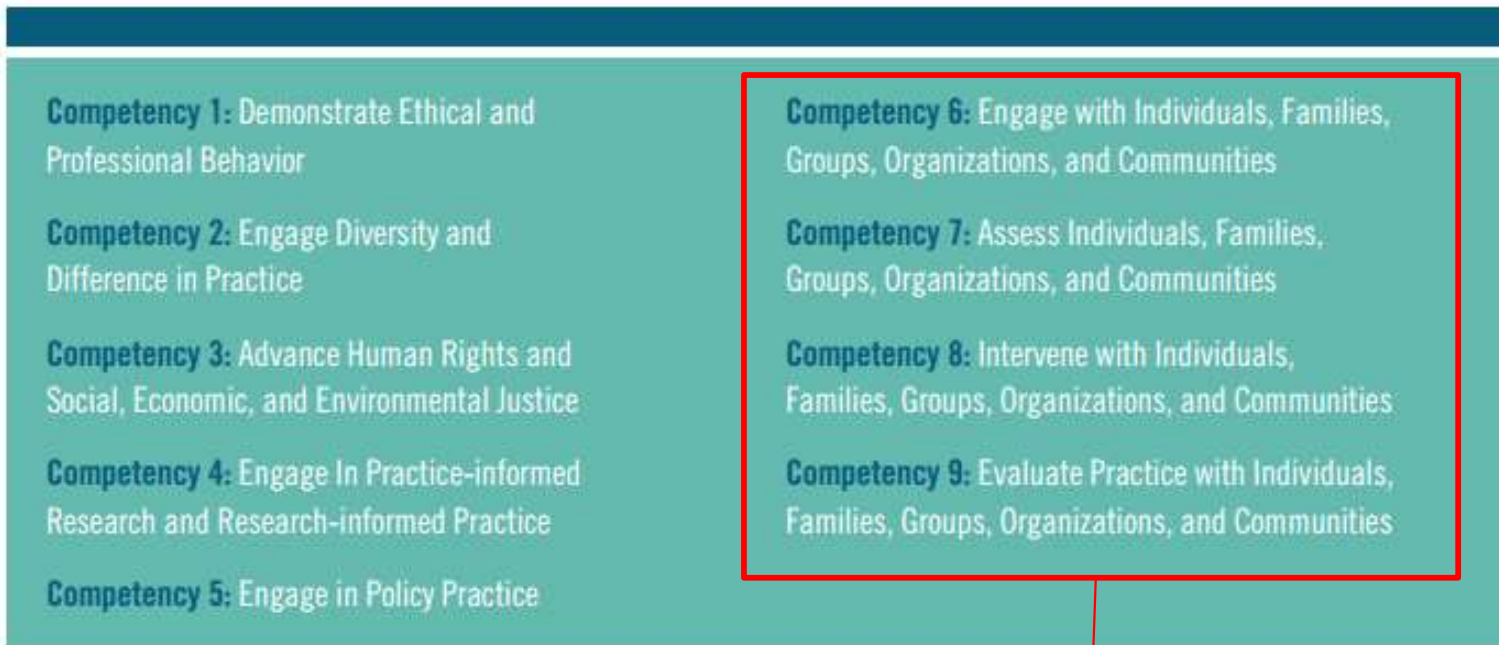 Competency 1: Demonstrate Ethical and
Professional Behavior
Competency 2: Engage Diversity and
Difference in Practice
Competency 3: Advance Human Rights and
Social, Economic, and Environmental Justice
Competency 4: Engage In Practice-informed
Research and Research-informed Practice
Competency 5: Engage in Policy Practice
Competency 6: Engage with Individuals, Families,
Groups, Organizations, and Communities
Competency 7: Assess Individuals, Families,
Groups, Organizations, and Communities
Competency 8: Intervene with Individuals,
Families, Groups, Organizations, and Communities
Competency 9: Evaluate Practice with Individuals,
Families, Groups, Organizations, and Communities